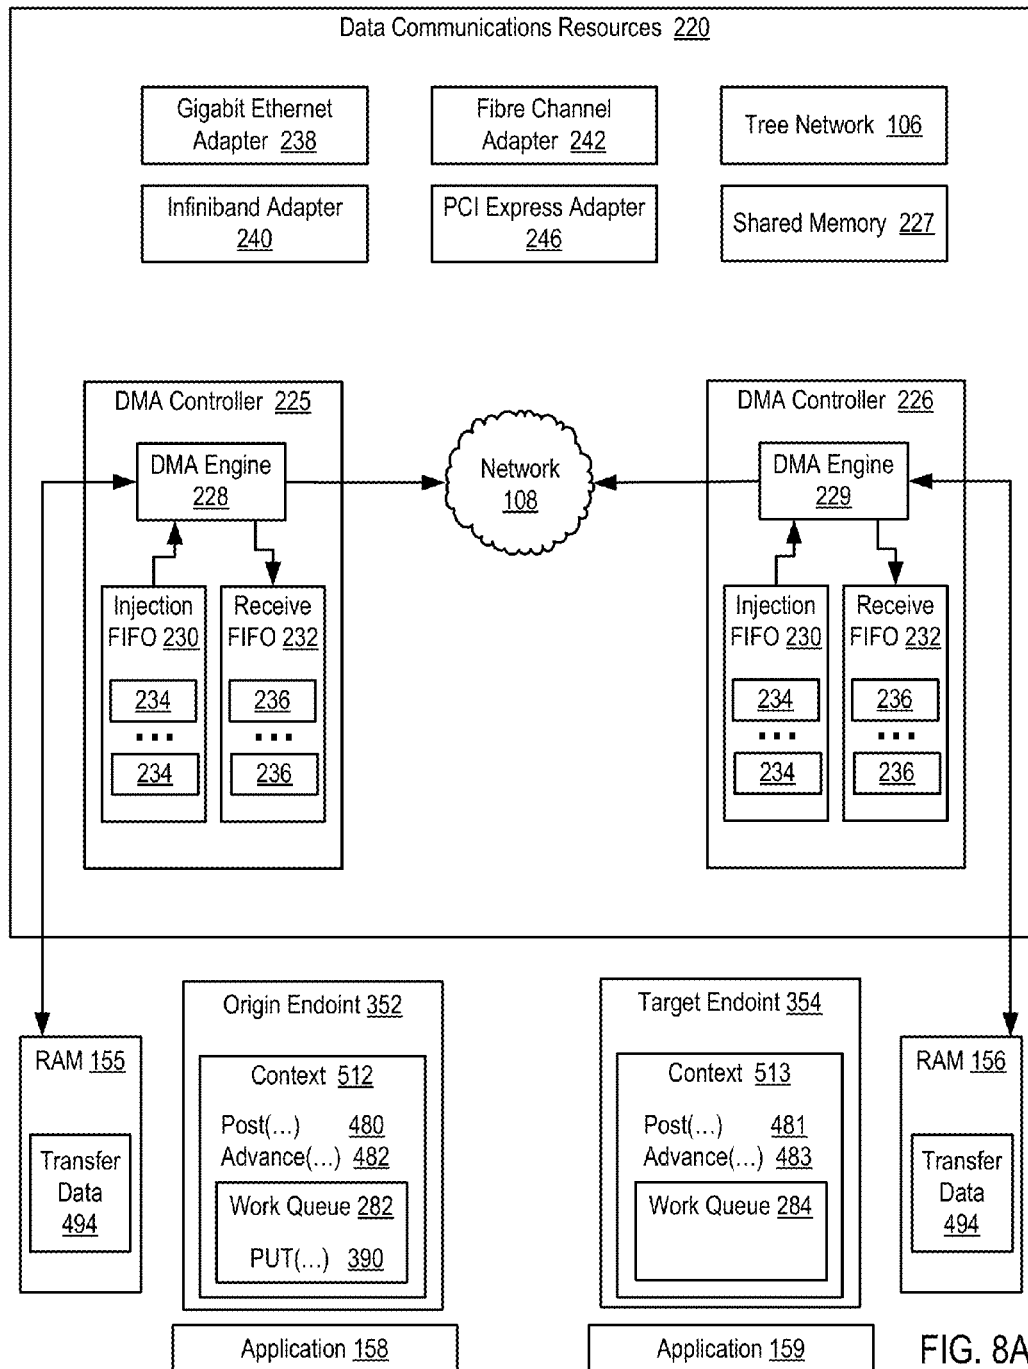 Data Communications Resources 220
Gigabit Ethernet
Adapter 238
Fibre Channel
Adapter 242
Tree Network 106
Infiniband Adapter
240
PCI Express Adapter
246
Shared Memory 227
DMA Controller 225
DMA Engine
228
Injection
FIFO 230
234
▪ ▪ ▪
234
Receive
FIFO 232
236
▪ ▪ ▪
236
Network
108
DMA Controller 226
DMA Engine
229
Injection
FIFO 230
234
▪ ▪ ▪
234
Receive
FIFO 232
236
▪ ▪ ▪
236
RAM 155
Transfer
Data
494
Origin Endoint 352
Context 512
Post(...) 480
Advance(...) 482
Work Queue 282
PUT(...) 390
Application 158
Target Endoint 354
Context 513
Post(...) 481
Advance(...) 483
Work Queue 284
Application 159
RAM 156
Transfer
Data
494
FIG. 8A